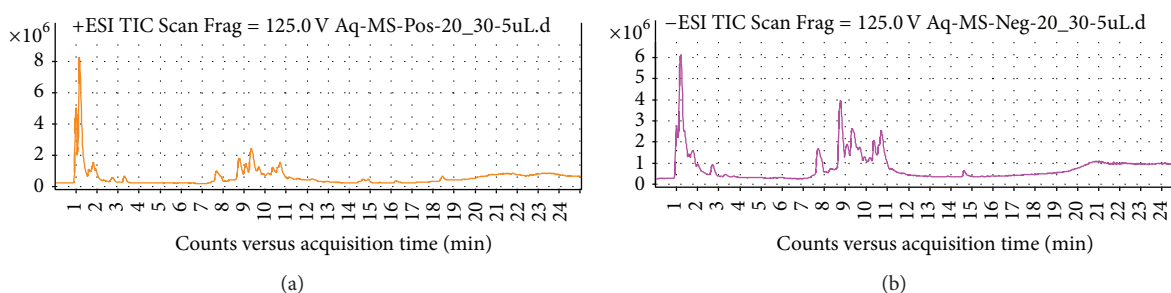 +ESI TIC Scan Frag = 125.0 V Aq-MS-Pos-20_30-5uL.d
×10⁶
8
6
4
2
0
1 2 3 4 5 6 7 8 9 10 11 12 13 14 15 16 17 18 19 20 21 22 23 24
Counts versus acquisition time (min)
(a)
−ESI TIC Scan Frag = 125.0 V Aq-MS-Neg-20_30-5uL.d
×10⁶
6
5
4
3
2
1
0
1 2 3 4 5 6 7 8 9 10 11 12 13 14 15 16 17 18 19 20 21 22 23 24
Counts versus acquisition time (min)
(b)